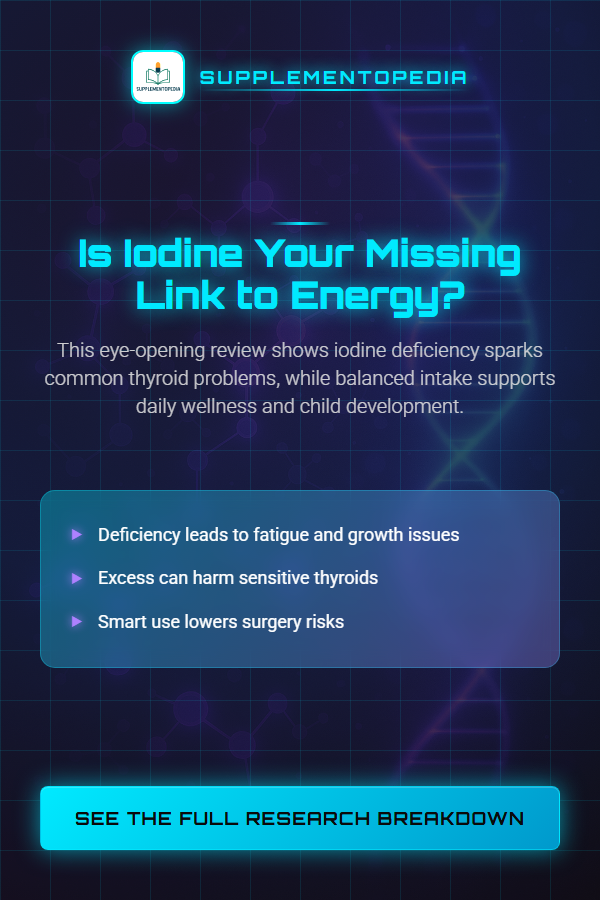 SUPPLEMENTOPEDIA
SUPPLEMENTOPEDIA
Is Iodine Your Missing
Link to Energy?
This eye-opening review shows iodine deficiency sparks
common thyroid problems, while balanced intake supports
daily wellness and child development.
Deficiency leads to fatigue and growth issues
Excess can harm sensitive thyroids
Smart use lowers surgery risks
SEE THE FULL RESEARCH BREAKDOWN